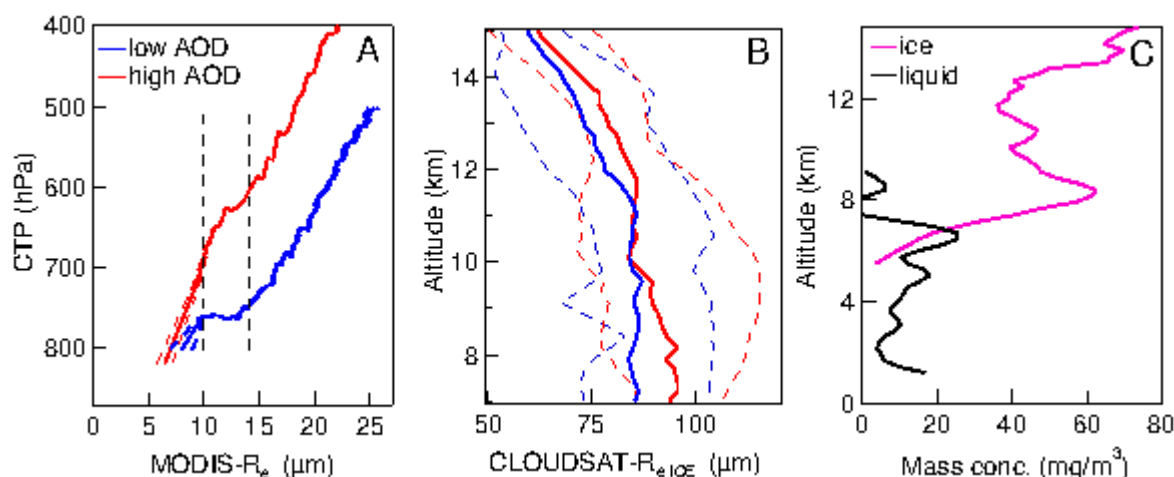 400
500
600
700
800
CTP (hPa)
low AOD
high AOD
A
0 5 10 15 20 25
MODIS-Re (μm)
14
12
10
8
Altitude (km)
B
50 75 100
CLOUDSAT-Re ICE (μm)
12
8
4
0
Altitude (km)
ice
liquid
C
0 20 40 60 80
Mass conc. (mg/m³)